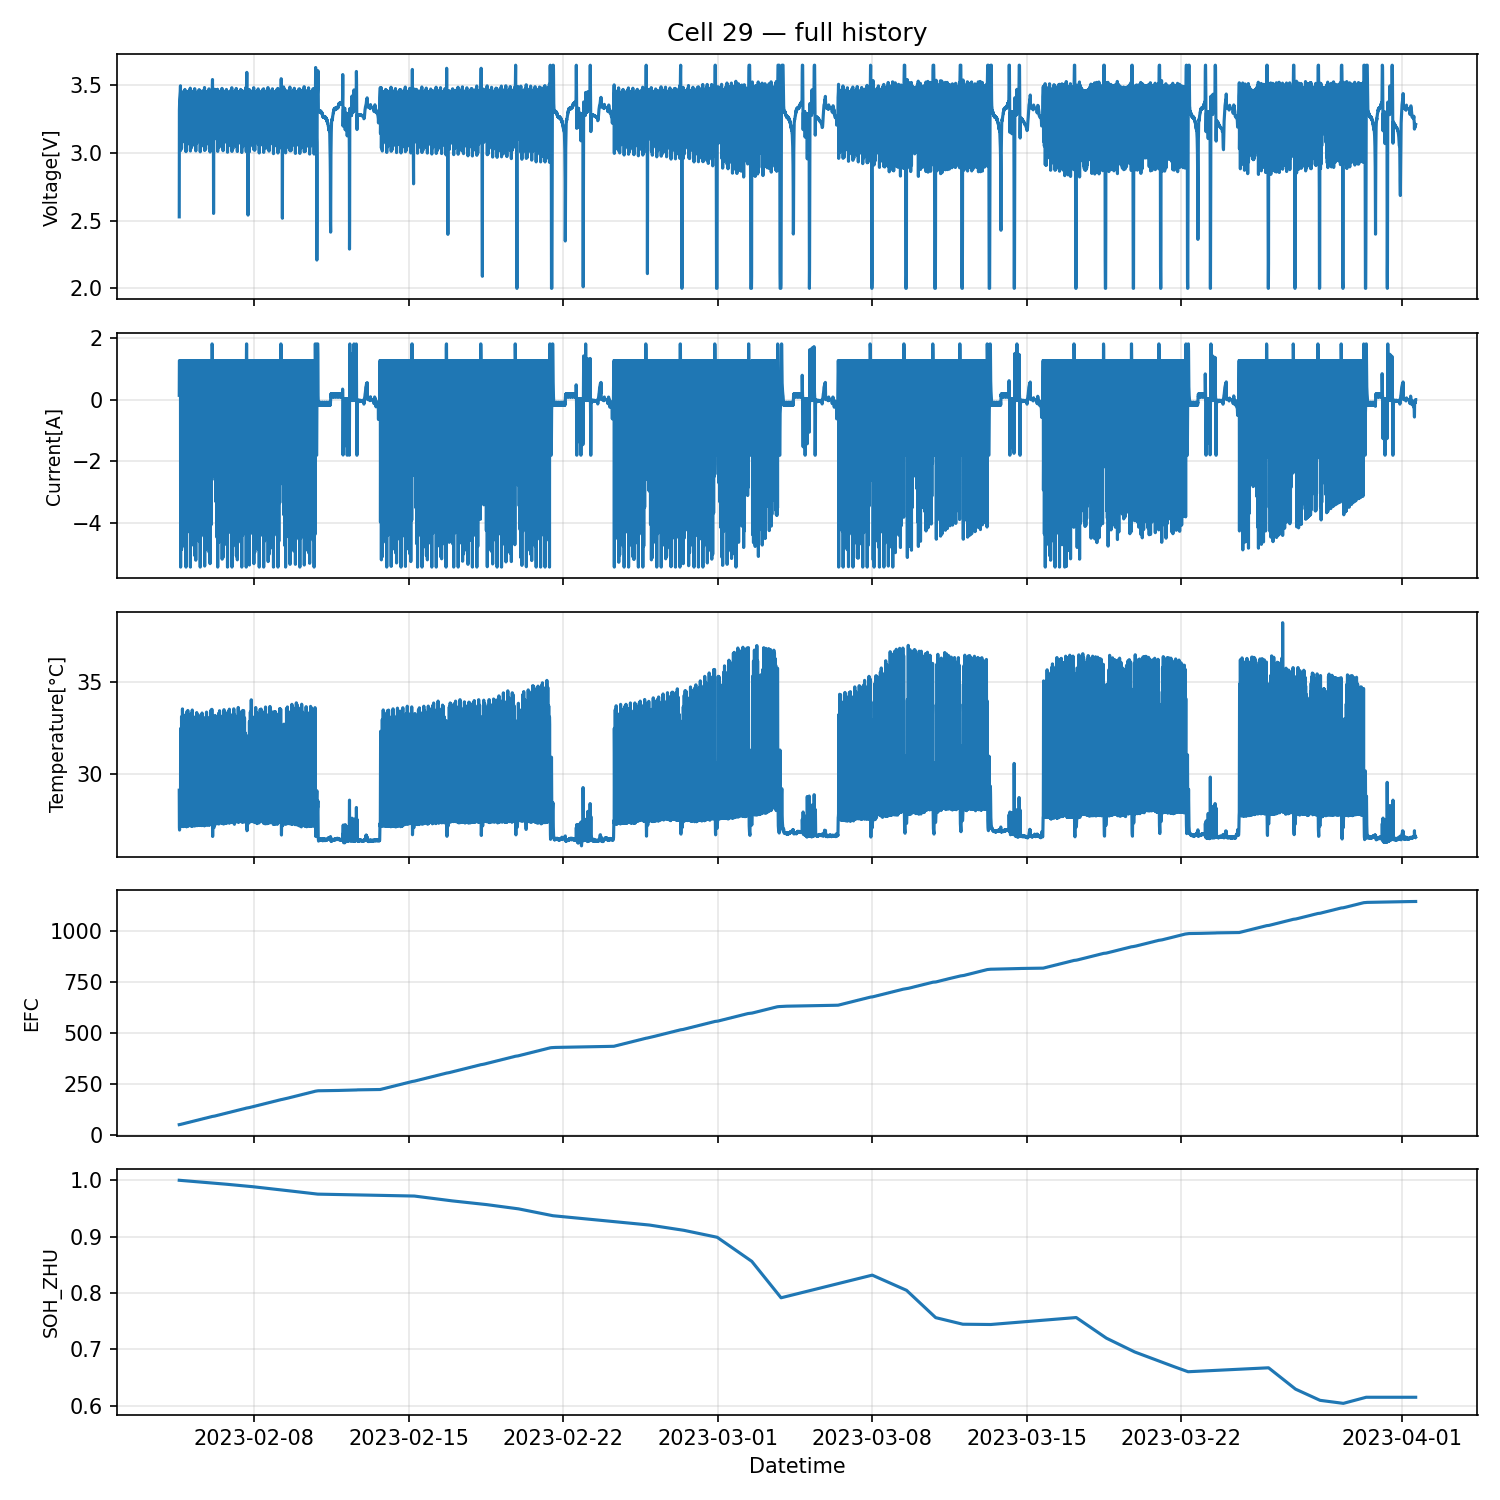 Cell 29 — full history
Voltage[V]
3.5
3.0
2.5
2.0
Current[A]
2
0
−2
−4
Temperature[°C]
35
30
EFC
1000
750
500
250
0
SOH_ZHU
1.0
0.9
0.8
0.7
0.6
2023-02-08 2023-02-15 2023-02-22 2023-03-01 2023-03-08 2023-03-15 2023-03-22 2023-04-01
Datetime